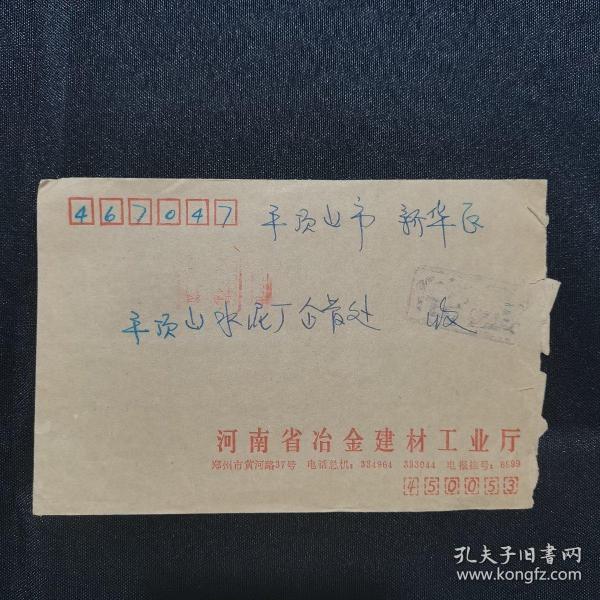 467047 平顶山市 新华区
平顶山水泥厂企管处 收
河南省冶金建材工业厅
郑州市黄河路37号 电话总机:334964 333044 电报挂号:6699
450053
孔夫子旧书网
www.kongfz.com